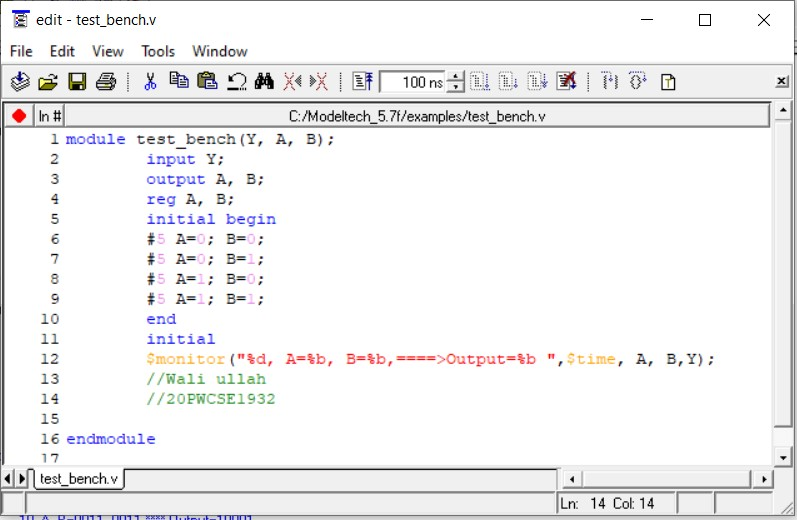 edit - test_bench.v
File Edit View Tools Window
100 ns
ln # C:/Modeltech_5.7f/examples/test_bench.v
1 module test_bench(Y, A, B);
2 input Y;
3 output A, B;
4 reg A, B;
5 initial begin
6 #5 A=0; B=0;
7 #5 A=0; B=1;
8 #5 A=1; B=0;
9 #5 A=1; B=1;
10 end
11 initial
12 $monitor("%d, A=%b, B=%b,====>Output=%b ",$time, A, B,Y);
13 //Wali ullah
14 //20PWCSE1932
15
16 endmodule
17
test_bench.v
Ln: 14 Col: 14